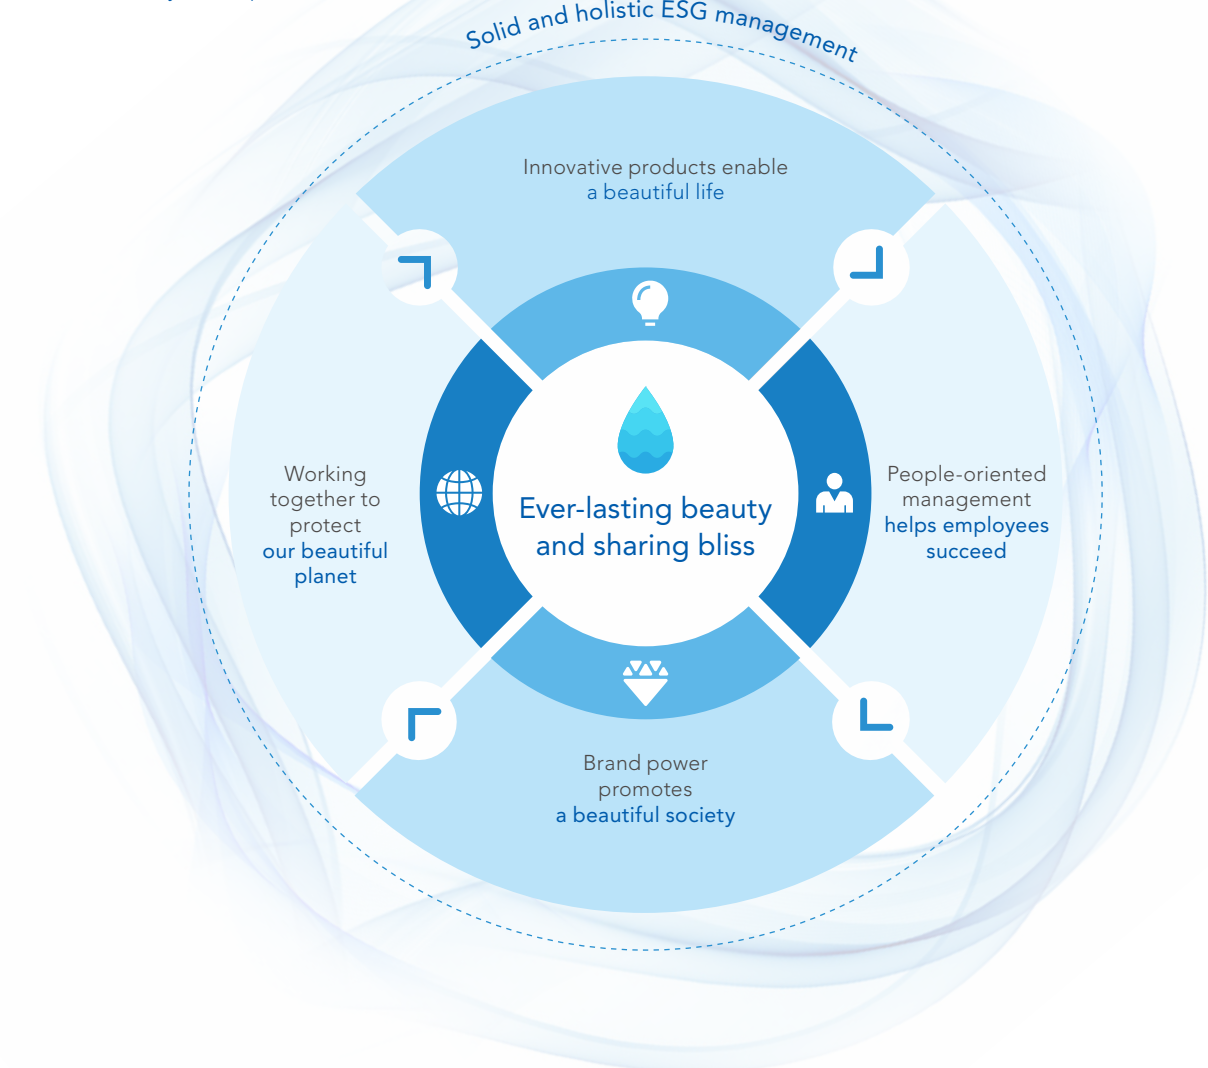 Solid and holistic ESG management
Innovative products enable
a beautiful life
Working
together to
protect
our beautiful
planet
Ever-lasting beauty
and sharing bliss
People-oriented
management
helps employees
succeed
Brand power
promotes
a beautiful society